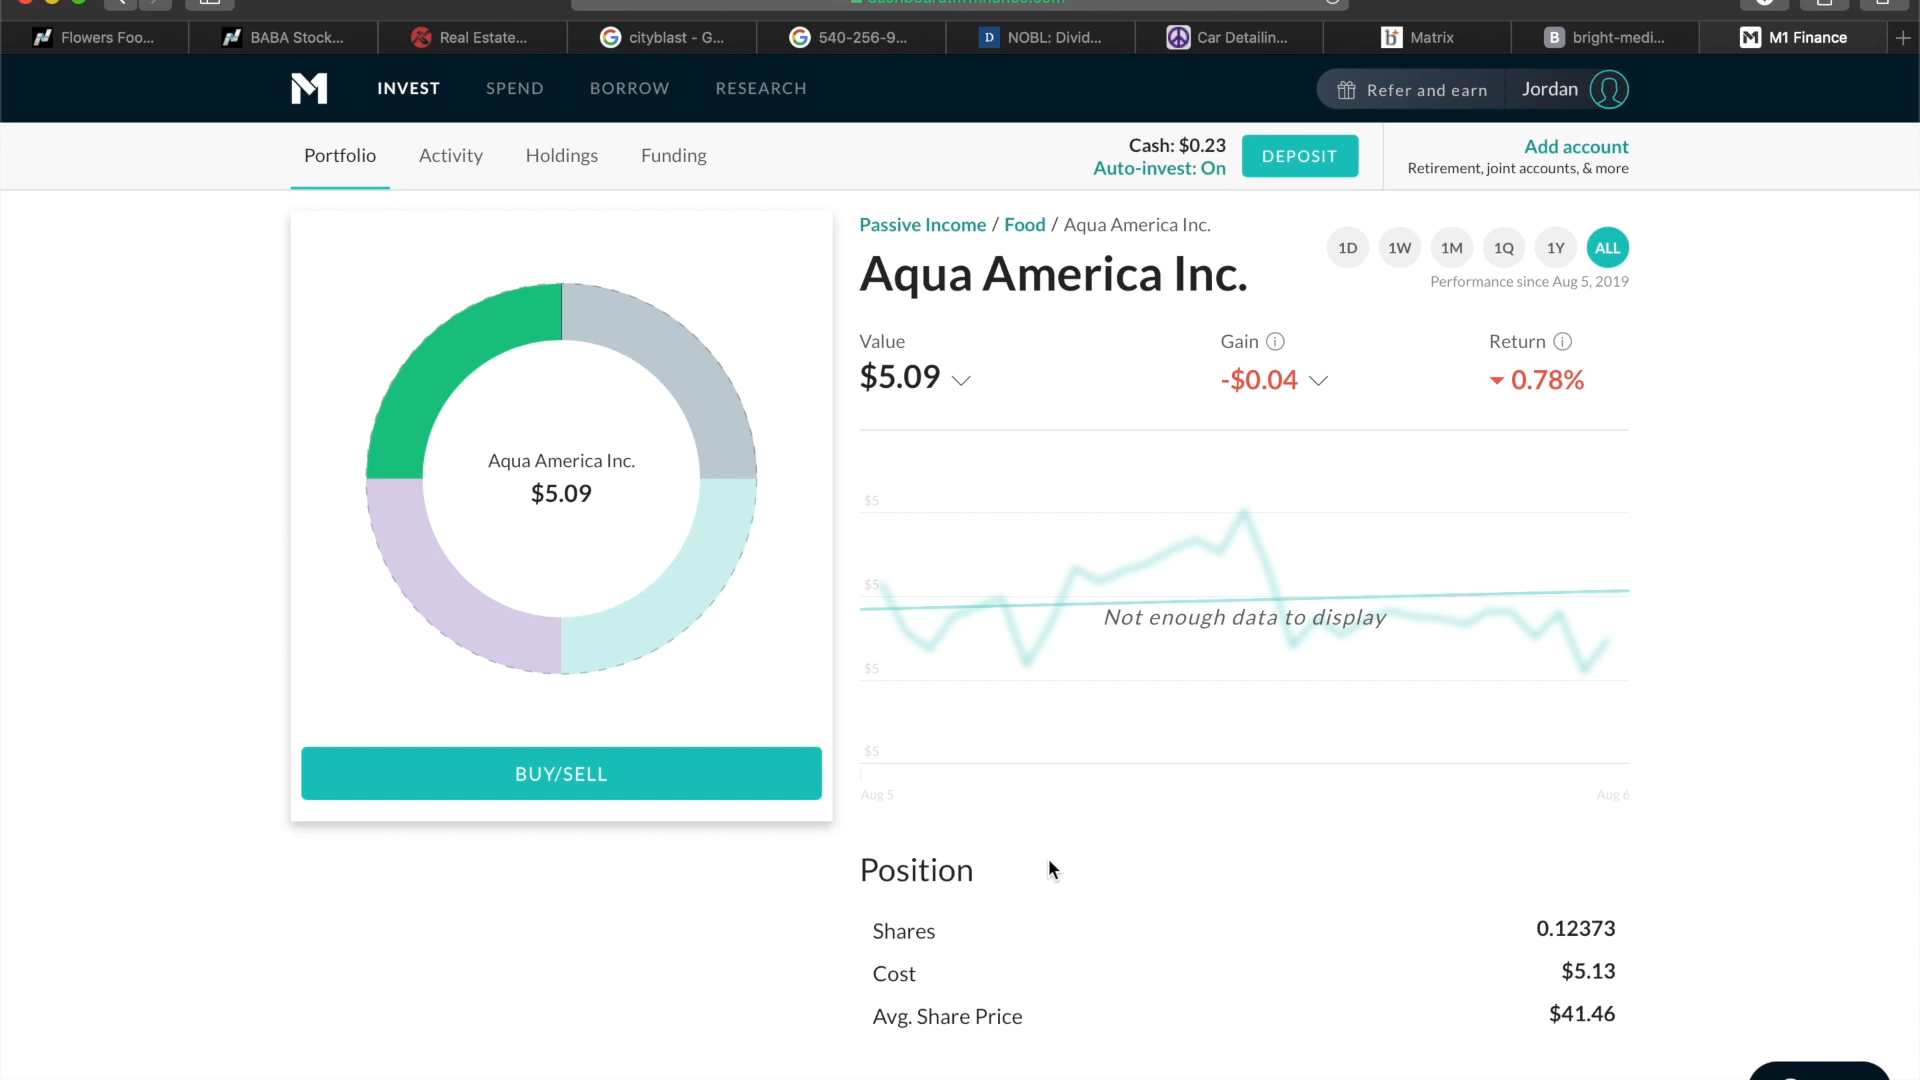 Flowers Foo...
BABA Stock...
Real Estate...
cityblast - G...
540-256-9...
NOBL: Divid...
Car Detailin...
Matrix
bright-medi...
M1 Finance
INVEST
SPEND
BORROW
RESEARCH
Refer and earn
Jordan
Portfolio
Activity
Holdings
Funding
Cash: $0.23
Auto-invest: On
DEPOSIT
Add account
Retirement, joint accounts, & more
Passive Income / Food / Aqua America Inc.
Aqua America Inc.
1D
1W
1M
1Q
1Y
ALL
Performance since Aug 5, 2019
Value
$5.09
Gain
-$0.04
Return
0.78%
Aqua America Inc.
$5.09
$5
$5
Not enough data to display
$5
$5
Aug 5
Aug 6
BUY/SELL
Position
Shares
0.12373
Cost
$5.13
Avg. Share Price
$41.46